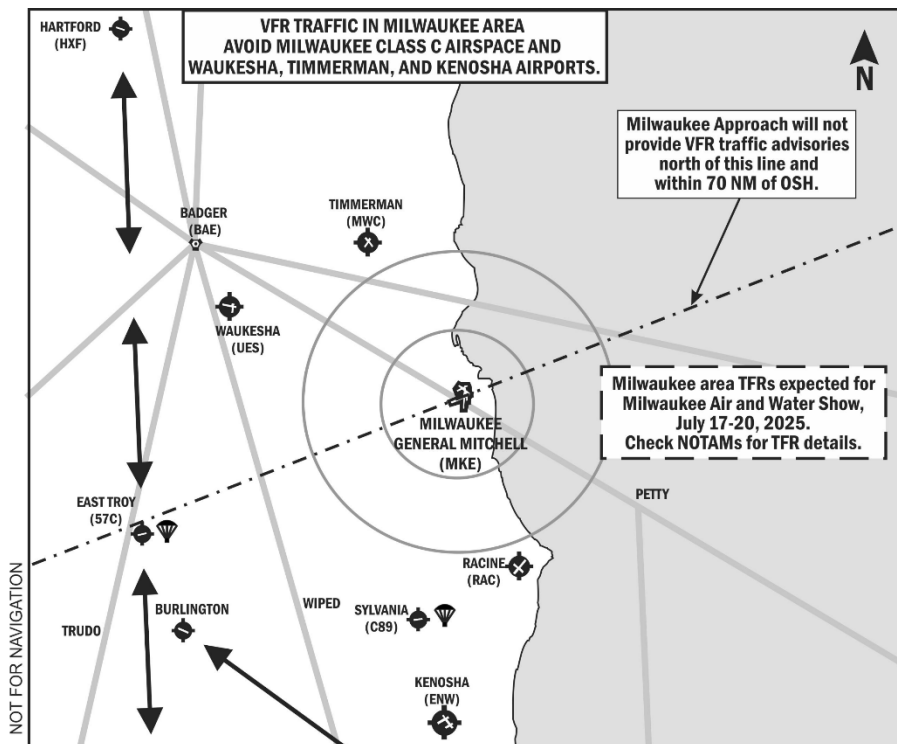 HARTFORD
(HXF)
VFR TRAFFIC IN MILWAUKEE AREA
AVOID MILWAUKEE CLASS C AIRSPACE AND
WAUKESHA, TIMMERMAN, AND KENOSHA AIRPORTS.
N
Milwaukee Approach will not
provide VFR traffic advisories
north of this line and
within 70 NM of OSH.
BADGER
(BAE)
TIMMERMAN
(MWC)
WAUKESHA
(UES)
Milwaukee area TFRs expected for
Milwaukee Air and Water Show,
July 17-20, 2025.
Check NOTAMs for TFR details.
MILWAUKEE
GENERAL MITCHELL
(MKE)
EAST TROY
(57C)
PETTY
RACINE
(RAC)
TRUDO
BURLINGTON
WIPED
SYLVANIA
(C89)
KENOSHA
(ENW)
NOT FOR NAVIGATION